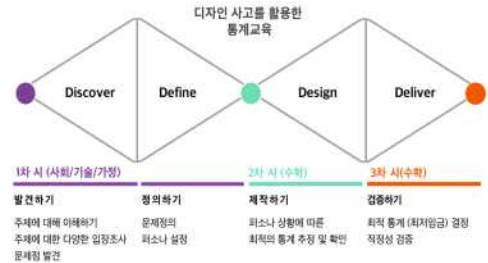 디자인 사고를 활용한
통계교육
Discover
Define
Design
Deliver
1차 시 (사회/기술/가정)
2차 시 (수학)
3차 시(수학)
발견하기
정의하기
제작하기
검증하기
주제에 대해 이해하기
주제에 대한 다양한 입장조사
문제점 발견
문제정의
퍼소나 설정
퍼소나 상황에 따른
최적의 통계 추정 및 확인
최적 통계 (최저임금) 결정
적정성 검증